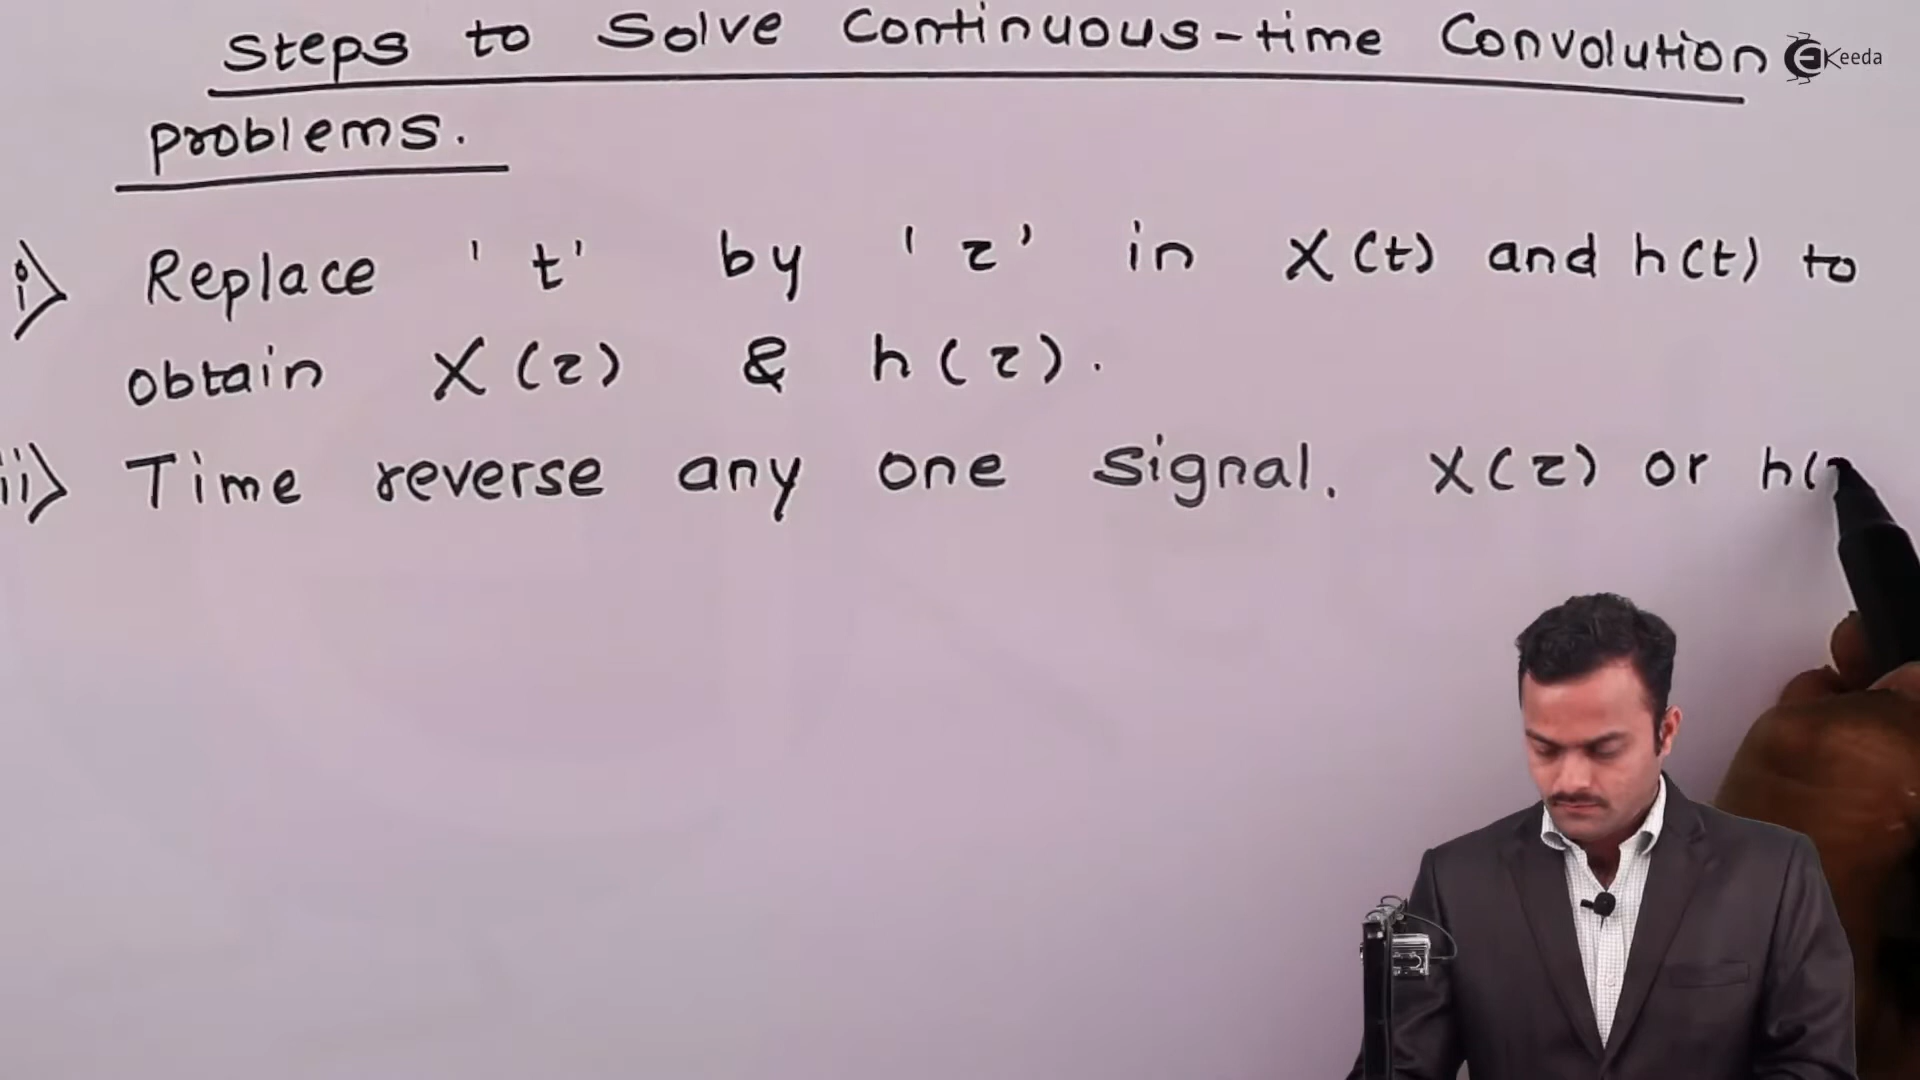 Steps to Solve Continuous-time Convolution
problems.
i) Replace 't' by 'τ' in X(t) and h(t) to
obtain X(τ) & h(τ).
ii) Time reverse any one signal. X(τ) or h(
Keeda